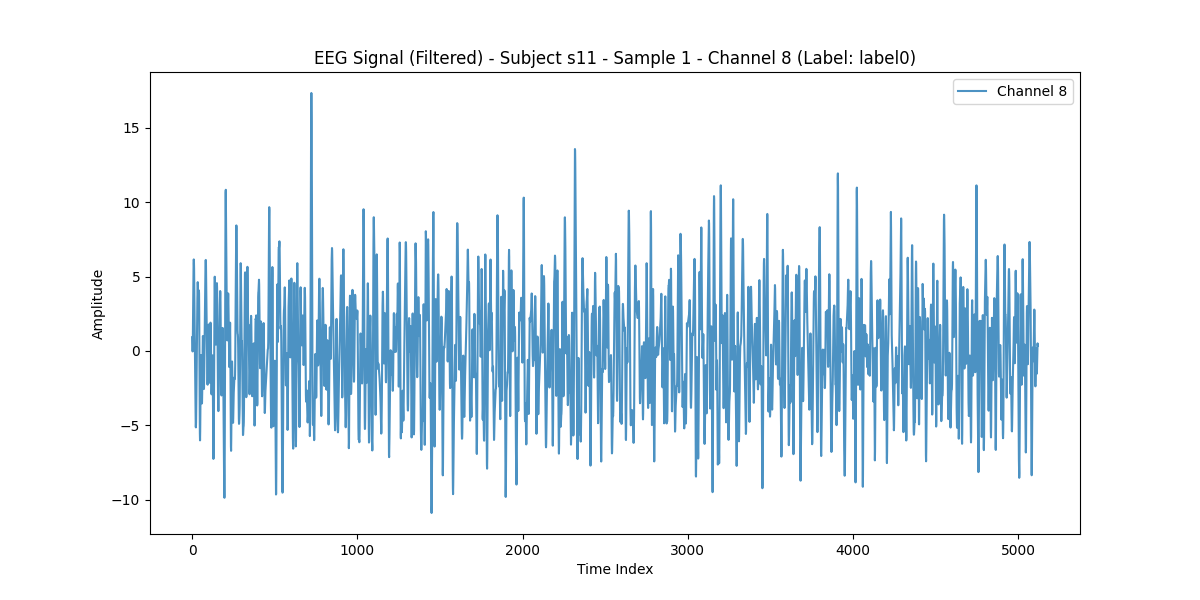 EEG Signal (Filtered) - Subject s11 - Sample 1 - Channel 8 (Label: label0)
Channel 8
Amplitude
15
10
5
0
−5
−10
0 1000 2000 3000 4000 5000
Time Index